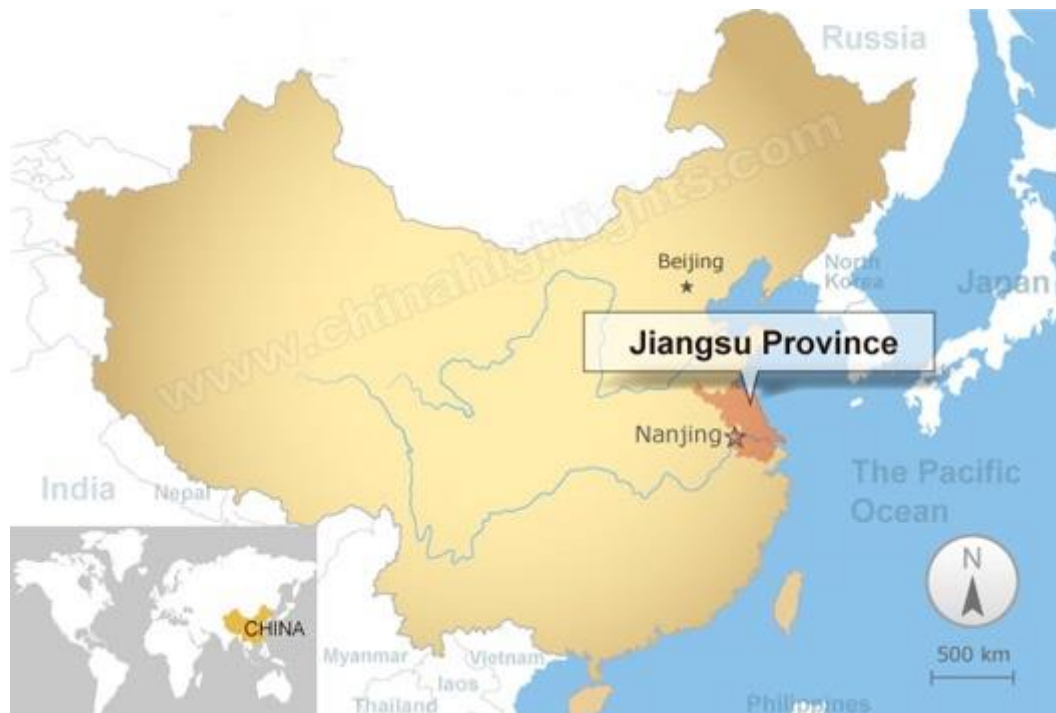 Russia
www.chinahighlights.com
Beijing
North
Korea
Japan
Jiangsu Province
Nanjing
The Pacific
Ocean
India
Nepal
N
CHINA
500 km
Myanmar
Vietnam
laos
Thailand
Philippines